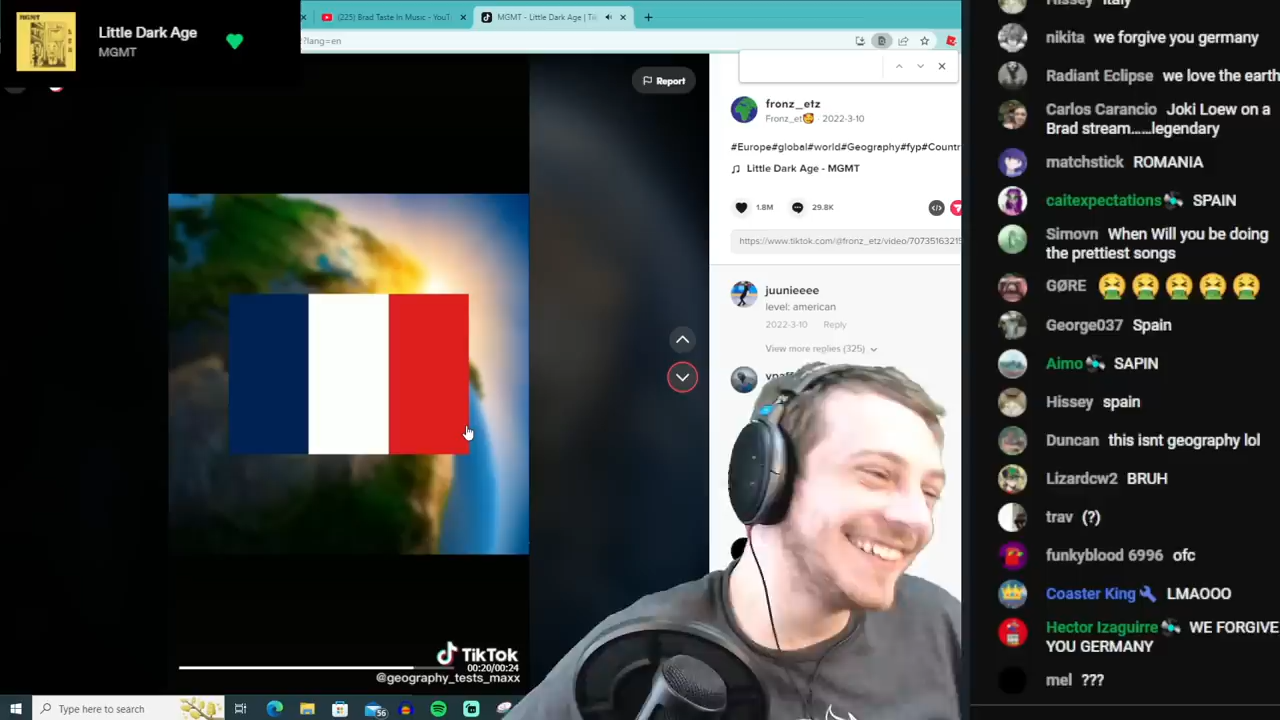 Little Dark Age
MGMT
(225) Brad Taste In Music - YouT
MGMT - Little Dark Age | Ti
?lang=en
Report
fronz_etz
Fronz_et🥰 · 2022-3-10
#Europe#global#world#Geography#fyp#Countr
Little Dark Age - MGMT
1.8M
29.8K
https://www.tiktok.com/@fronz_etz/video/70735163215
juunieeee
level: american
2022-3-10 Reply
View more replies (325)
TikTok
00:20/00:24
@geography_tests_maxx
Type here to search
56
Hissey Italy
nikita we forgive you germany
Radiant Eclipse we love the earth
Carlos Carancio Joki Loew on a
Brad stream.....legendary
matchstick ROMANIA
caitexpectations SPAIN
Simovn When Will you be doing
the prettiest songs
GØRE 🤮🤮🤮🤮🤮
George037 Spain
Aimo SAPIN
Hissey spain
Duncan this isnt geography lol
Lizardcw2 BRUH
trav (?)
funkyblood 6996 ofc
Coaster King LMAOOO
Hector Izaguirre WE FORGIVE
YOU GERMANY
mel ???